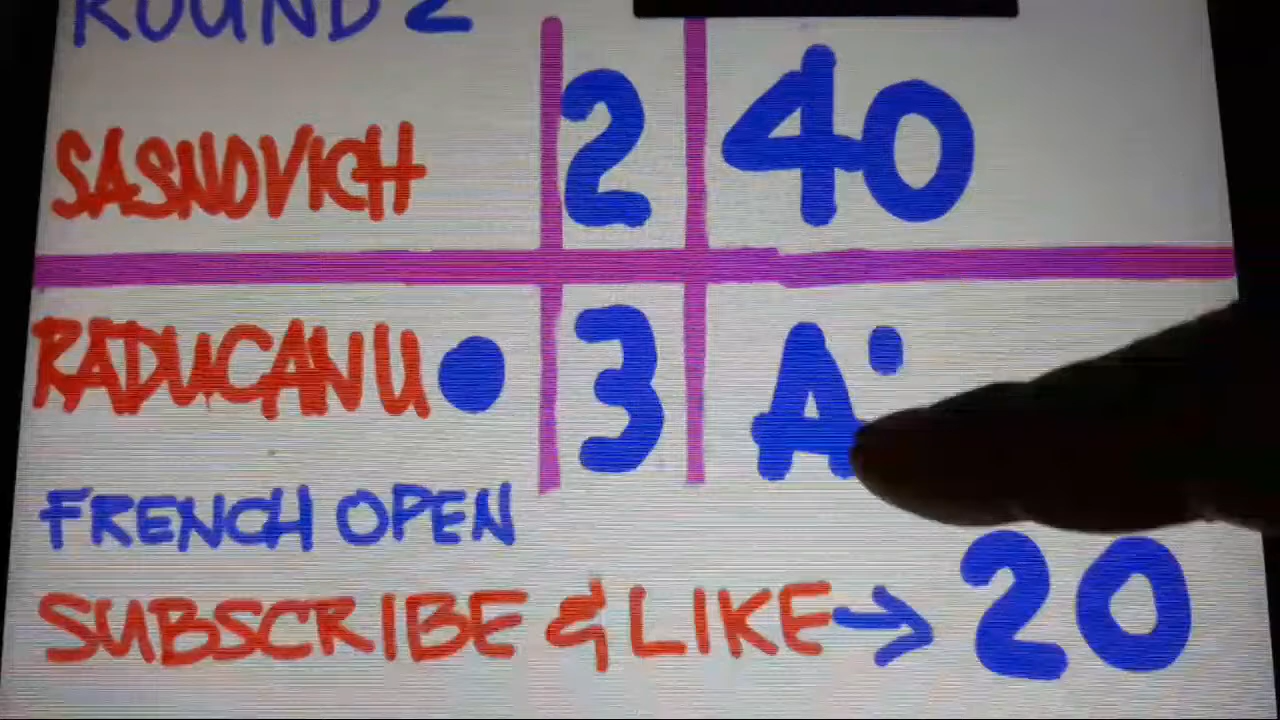 ROUND 2
SASNOVICH 2 40
RADUCANU 3 A
FRENCH OPEN
SUBSCRIBE & LIKE → 20